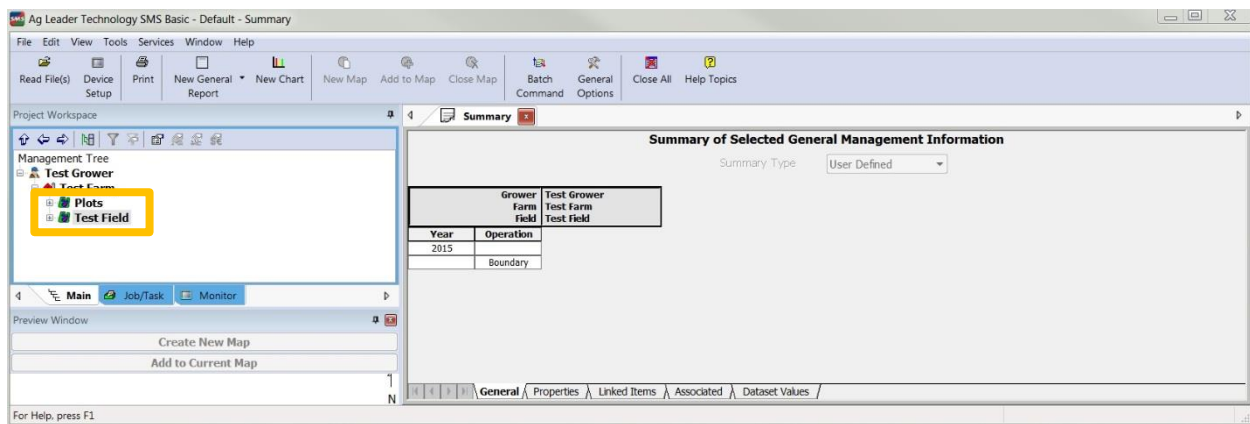 SMS Ag Leader Technology SMS Basic - Default - Summary
File Edit View Tools Services Window Help
Read File(s) Device Setup Print New General Report New Chart New Map Add to Map Close Map Batch Command General Options Close All Help Topics
Project Workspace
Summary
Management Tree
Test Grower
Test Farm
Plots
Test Field
Main Job/Task Monitor
Preview Window
Create New Map
Add to Current Map
N
Summary of Selected General Management Information
Summary Type User Defined
Grower Test Grower
Farm Test Farm
Field Test Field
Year Operation
2015
Boundary
General Properties Linked Items Associated Dataset Values
For Help, press F1